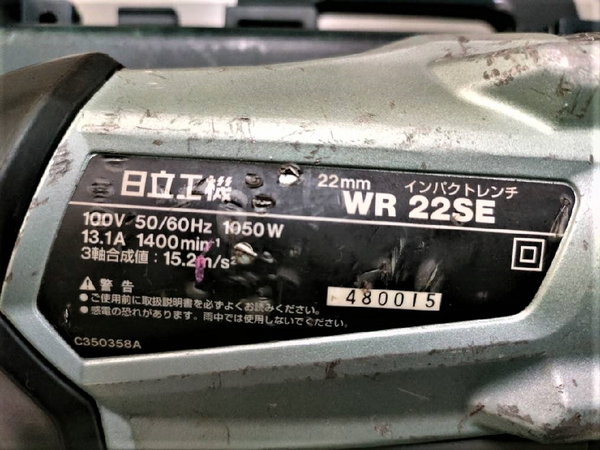 日立工機
22mm インパクトレンチ
WR 22SE
100V 50/60Hz 1050W
13.1A 1400min⁻¹
3軸合成値：15.2m/s²
⚠ 警告
●ご使用前に取扱説明書を必ずよくお読みください。
●感電の恐れがあります。雨中では使用しないでください。
480015
C350358A